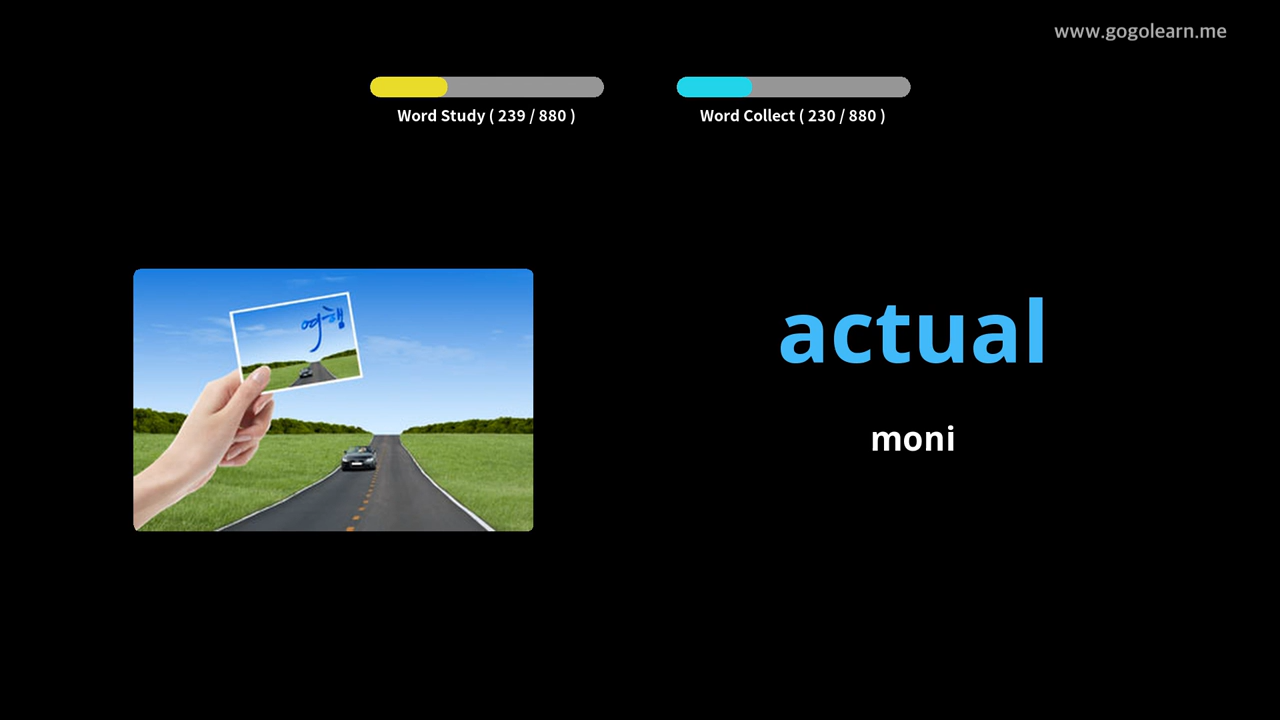 www.gogolearn.me
Word Study ( 239 / 880 )
Word Collect ( 230 / 880 )
여행
actual
moni